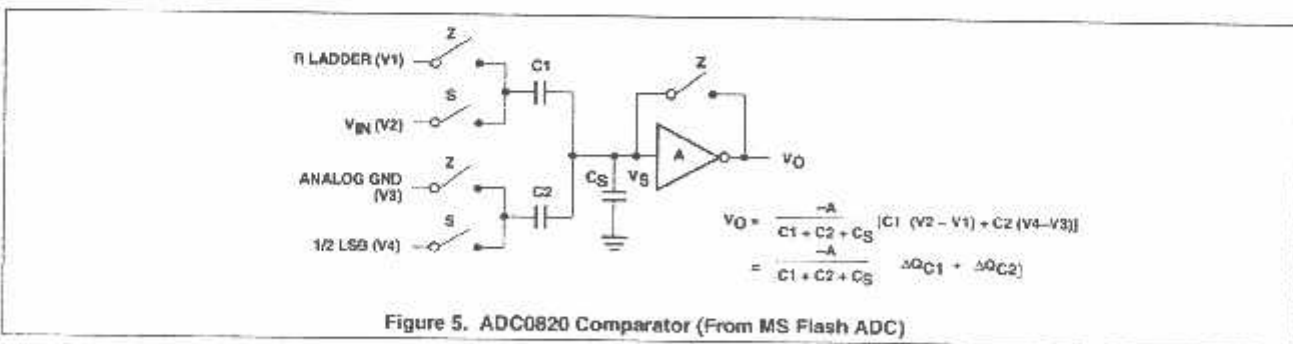 Z
R LADDER (V1)
C1
S
Z
VIN (V2)
Z
A
VO
ANALOG GND
(V3)
CS
VS
C2
S
1/2 LSB (V4)
VO = –A / C1 + C2 + CS [C1 (V2 – V1) + C2 (V4–V3)]
= –A / C1 + C2 + CS ΔQC1 + ΔQC2]
Figure 5. ADC0820 Comparator (From MS Flash ADC)